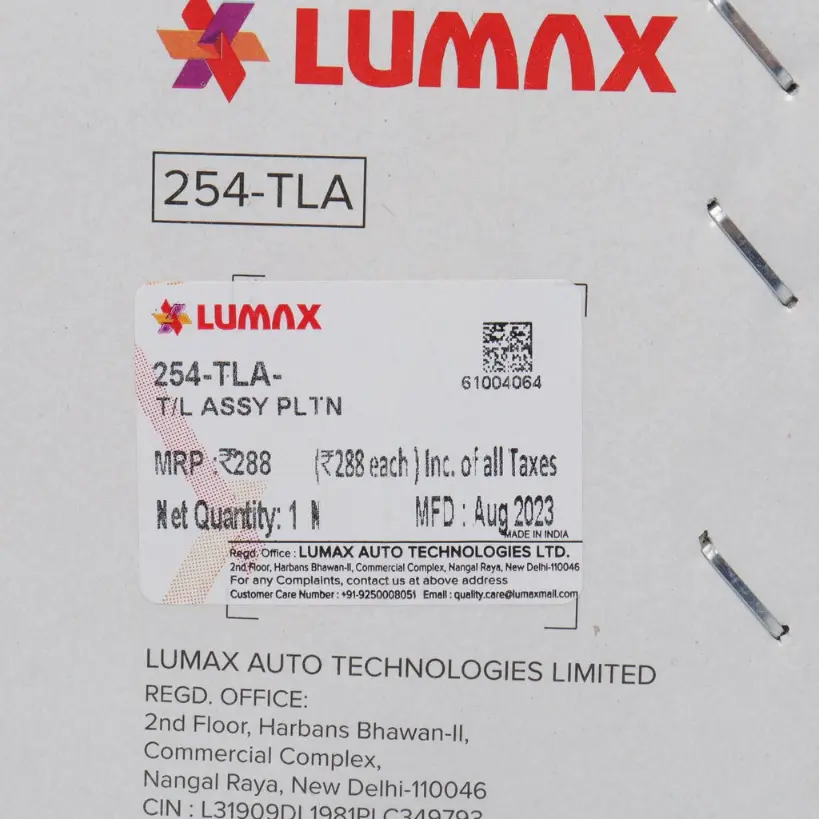 LUMAX
254-TLA
LUMAX
254-TLA-
61004064
T/L ASSY PLTN
MRP :₹288 (₹288 each ) Inc. of all Taxes
Net Quantity: 1 N MFD : Aug 2023
MADE IN INDIA
Regd. Office : LUMAX AUTO TECHNOLOGIES LTD.
2nd Floor, Harbans Bhawan-II, Commercial Complex, Nangal Raya, New Delhi-110046
For any Complaints, contact us at above address
Customer Care Number : +91-9250008051 Email : quality.care@lumaxmail.com
LUMAX AUTO TECHNOLOGIES LIMITED
REGD. OFFICE:
2nd Floor, Harbans Bhawan-II,
Commercial Complex,
Nangal Raya, New Delhi-110046
CIN : L31909DL1981PLC349793